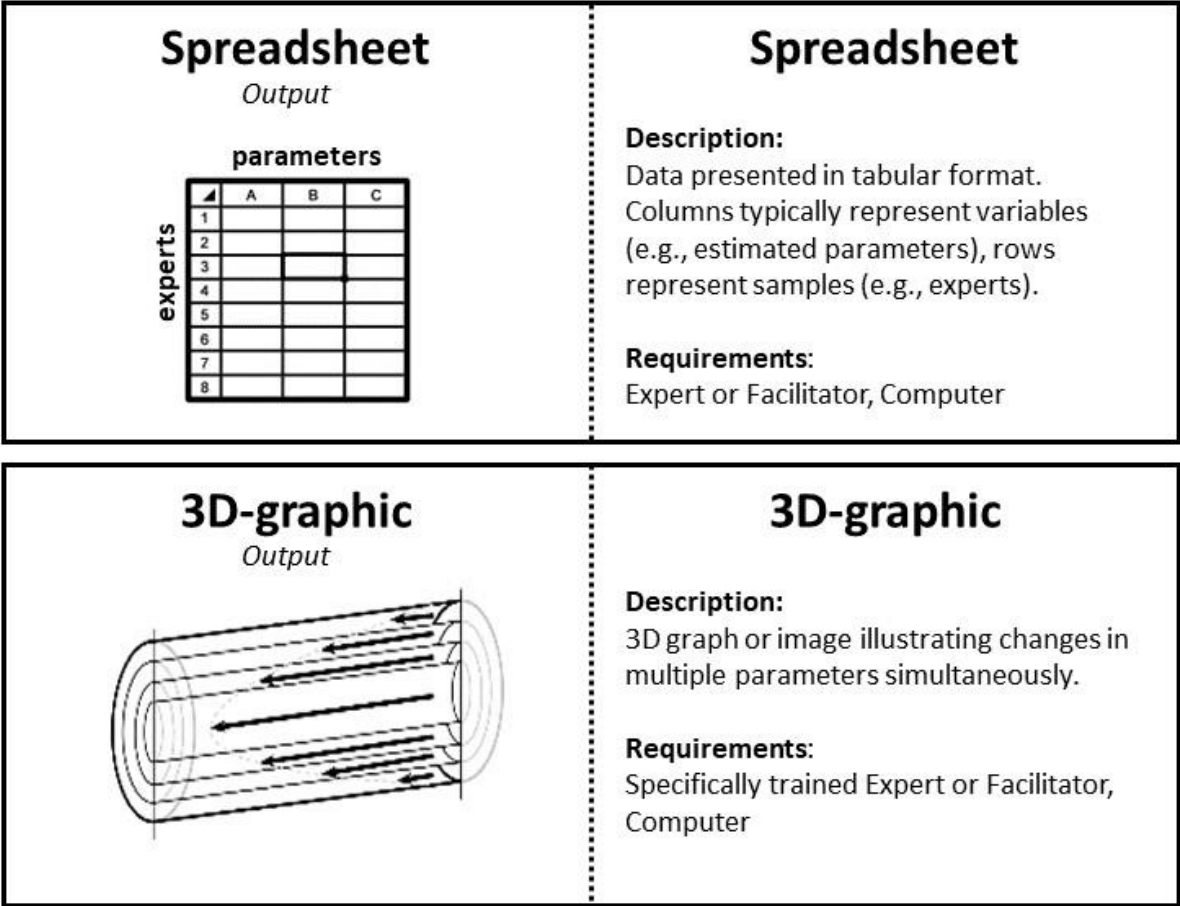 Spreadsheet
Output
parameters
experts
A B C
1
2
3
4
5
6
7
8
Spreadsheet
Description:
Data presented in tabular format.
Columns typically represent variables
(e.g., estimated parameters), rows
represent samples (e.g., experts).
Requirements:
Expert or Facilitator, Computer
3D-graphic
Output
3D-graphic
Description:
3D graph or image illustrating changes in
multiple parameters simultaneously.
Requirements:
Specifically trained Expert or Facilitator,
Computer